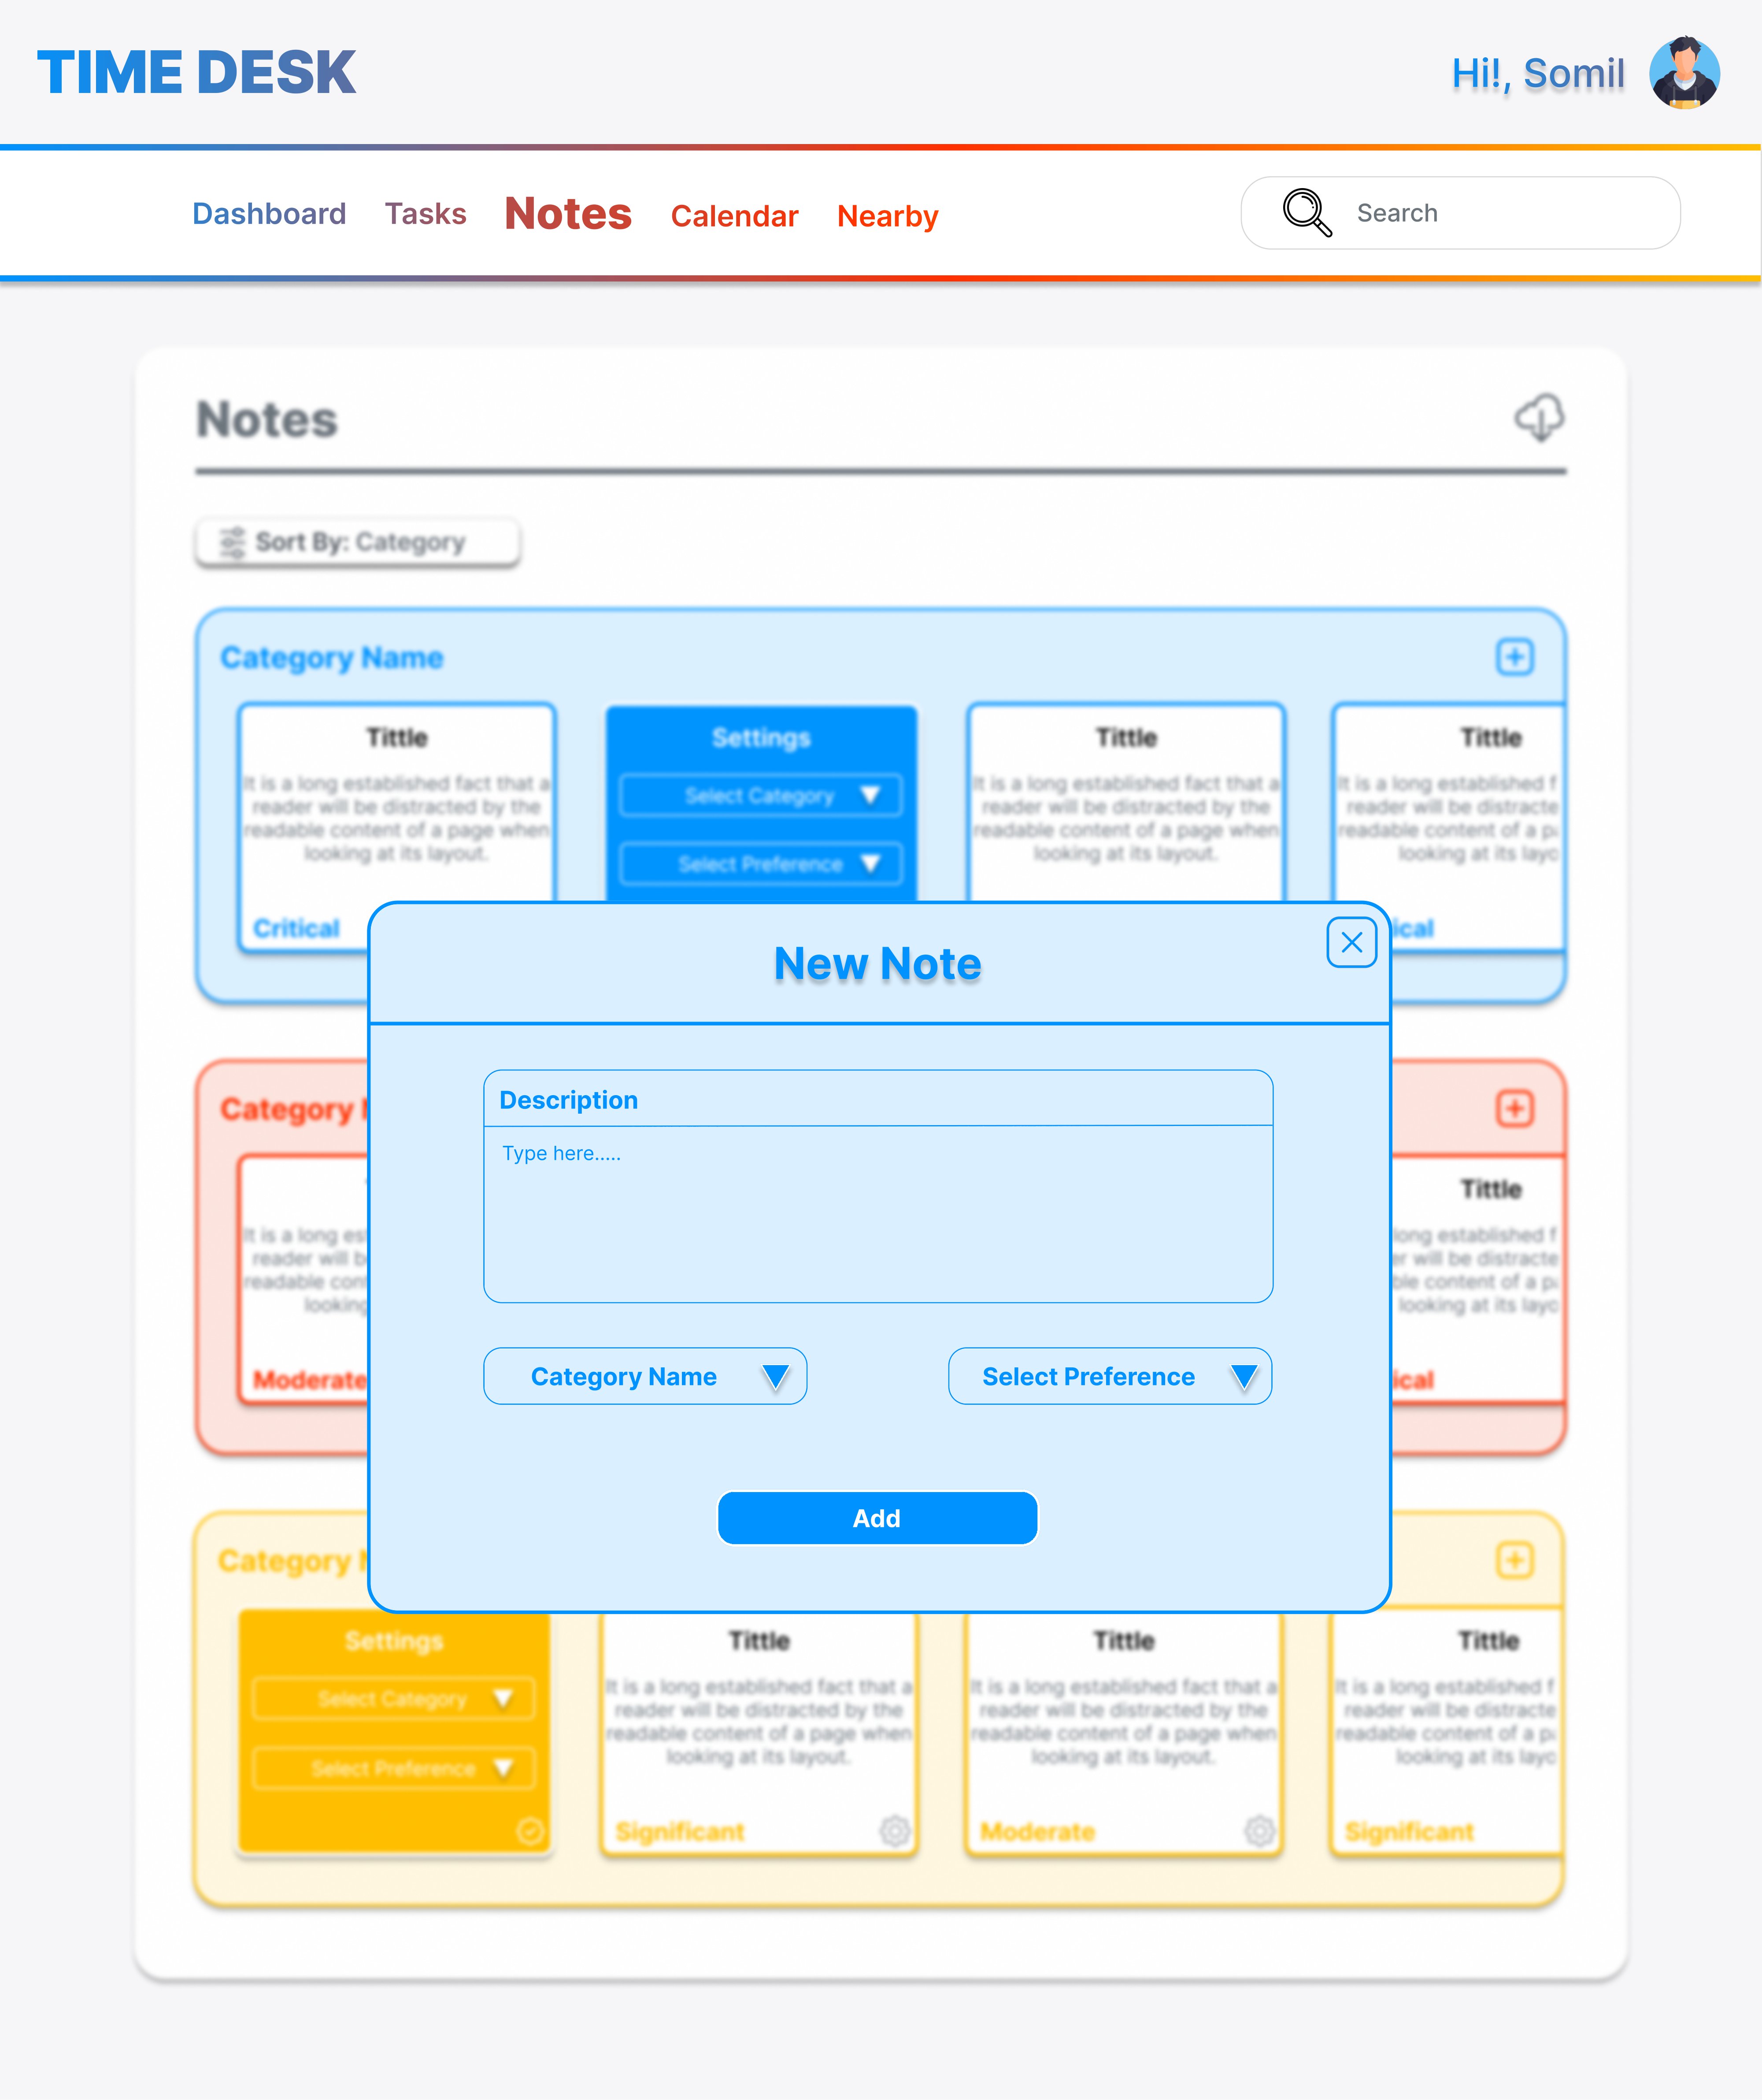 TIME DESK
Hi!, Somil
Dashboard Tasks Notes Calendar Nearby
Search
Notes
Sort By: Category
Category Name
Tittle
It is a long established fact that a
reader will be distracted by the
readable content of a page when
looking at its layout.
Critical
Settings
Select Category
Select Preference
Tittle
It is a long established fact that a
reader will be distracted by the
readable content of a page when
looking at its layout.
Tittle
It is a long established f
reader will be distracte
readable content of a pa
looking at its layo
ical
New Note
Description
Type here.....
Category Name
Select Preference
Add
Category
It is a long es
reader will b
readable cont
looking
Moderate
Tittle
long established f
er will be distracte
ble content of a pa
looking at its layo
ical
Category
Settings
Select Category
Select Preference
Tittle
It is a long established fact that a
reader will be distracted by the
readable content of a page when
looking at its layout.
Significant
Tittle
It is a long established fact that a
reader will be distracted by the
readable content of a page when
looking at its layout.
Moderate
Tittle
It is a long established f
reader will be distracte
readable content of a pa
looking at its layo
Significant